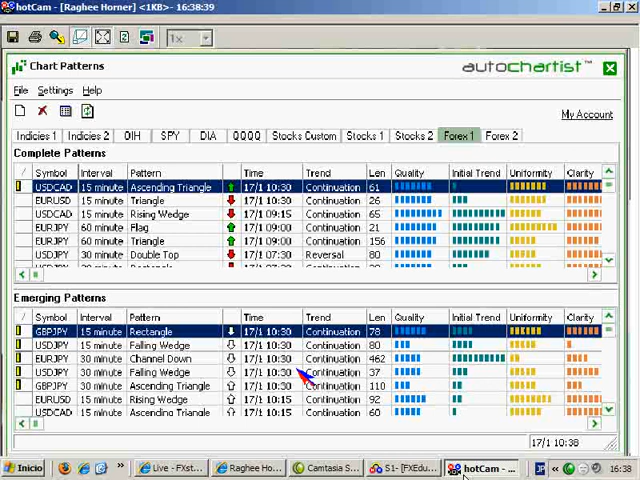 hotCam - [Raghee Horner] <1KB> - 16:38:39
1x
Chart Patterns
autochartist™
File Settings Help
My Account
Indicies 1 Indicies 2 OIH SPY DIA QQQQ Stocks Custom Stocks 1 Stocks 2 Forex 1 Forex 2
Complete Patterns
/ Symbol Interval Pattern Time Trend Len Quality Initial Trend Uniformity Clarity
USDCAD 15 minute Ascending Triangle 17/1 10:30 Continuation 61
EURUSD 15 minute Triangle 17/1 10:30 Continuation 26
USDCAD 15 minute Rising Wedge 17/1 09:15 Continuation 65
EURJPY 60 minute Flag 17/1 09:00 Continuation 21
EURJPY 60 minute Triangle 17/1 09:00 Continuation 156
USDJPY 30 minute Double Top 17/1 07:30 Reversal 80
Emerging Patterns
/ Symbol Interval Pattern Time Trend Len Quality Initial Trend Uniformity Clarity
GBPJPY 15 minute Rectangle 17/1 10:30 Continuation 78
USDJPY 15 minute Falling Wedge 17/1 10:30 Continuation 80
EURJPY 30 minute Channel Down 17/1 10:30 Continuation 462
USDJPY 30 minute Falling Wedge 17/1 10:30 Continuation 37
GBPJPY 15 minute Ascending Triangle 17/1 10:30 Continuation 110
EURUSD 15 minute Rising Wedge 17/1 10:15 Continuation 92
USDCAD 15 minute Ascending Triangle 17/1 10:15 Continuation 60
17/1 10:38
Inicio » Live - FXst... Raghee Ho... Camtasia S... S1- [FXEdu... hotCam - ... JP « 16:38